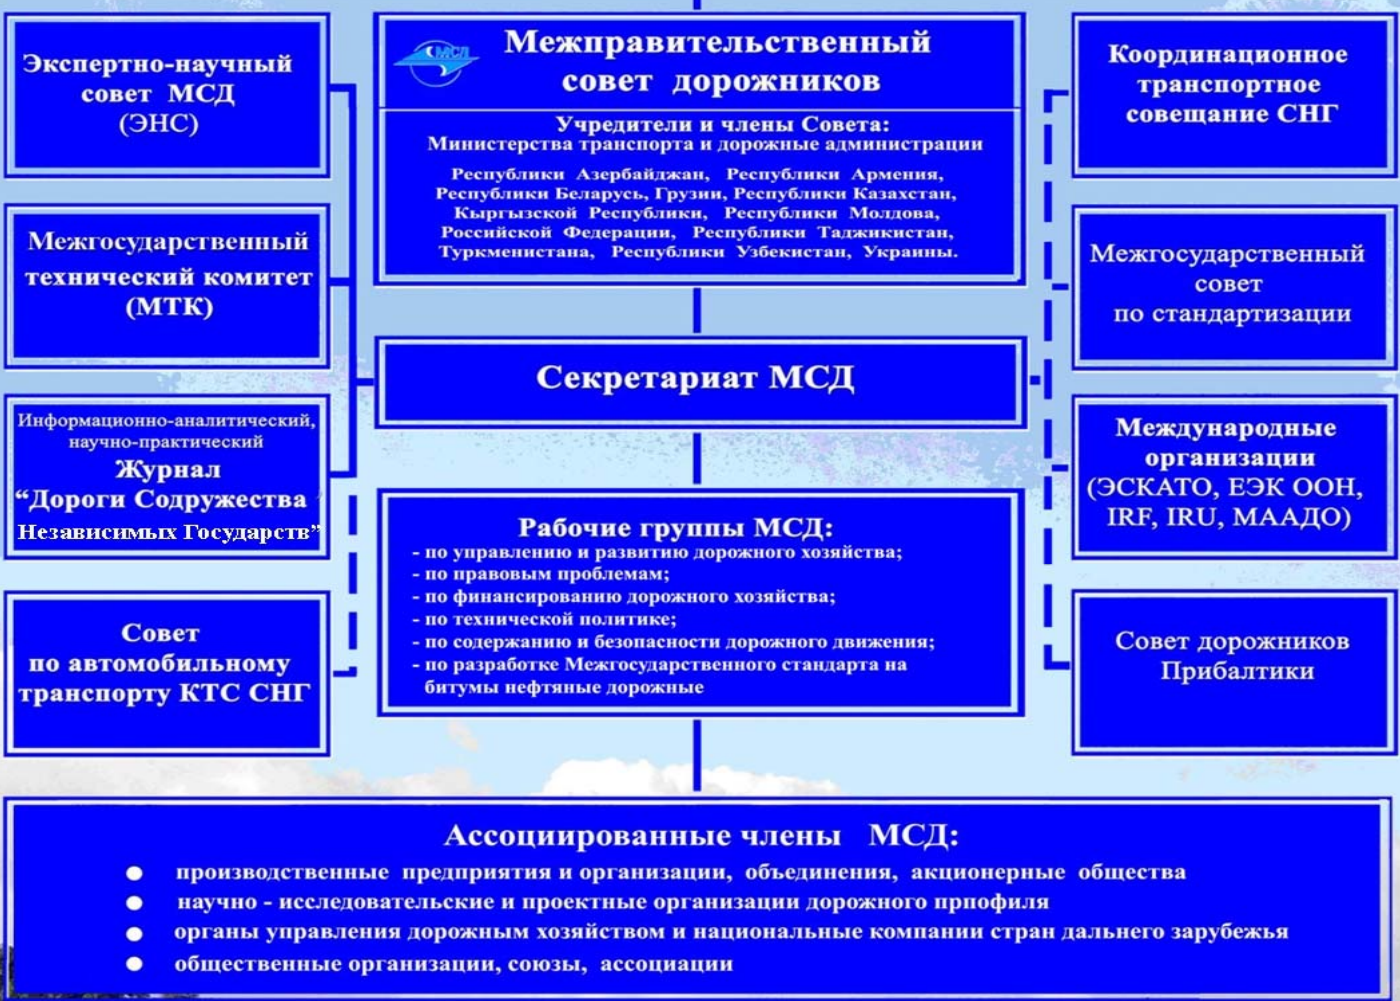 Экспертно-научный
совет МСД
(ЭНС)
Межгосударственный
технический комитет
(МТК)
Информационно-аналитический,
научно-практический
Журнал
“Дороги Содружества
Независимых Государств”
Совет
по автомобильному
транспорту КТС СНГ
МСД
Межправительственный
совет дорожников
Учредители и члены Совета:
Министерства транспорта и дорожные администрации
Республики Азербайджан, Республики Армения,
Республики Беларусь, Грузии, Республики Казахстан,
Кыргызской Республики, Республики Молдова,
Российской Федерации, Республики Таджикистан,
Туркменистана, Республики Узбекистан, Украины.
Секретариат МСД
Рабочие группы МСД:
- по управлению и развитию дорожного хозяйства;
- по правовым проблемам;
- по финансированию дорожного хозяйства;
- по технической политике;
- по содержанию и безопасности дорожного движения;
- по разработке Межгосударственного стандарта на
битумы нефтяные дорожные
Координационное
транспортное
совещание СНГ
Межгосударственный
совет
по стандартизации
Международные
организации
(ЭСКАТО, ЕЭК ООН,
IRF, IRU, МААДО)
Совет дорожников
Прибалтики
Ассоциированные члены МСД:
● производственные предприятия и организации, объединения, акционерные общества
● научно - исследовательские и проектные организации дорожного прпофиля
● органы управления дорожным хозяйством и национальные компании стран дальнего зарубежья
● общественные организации, союзы, ассоциации